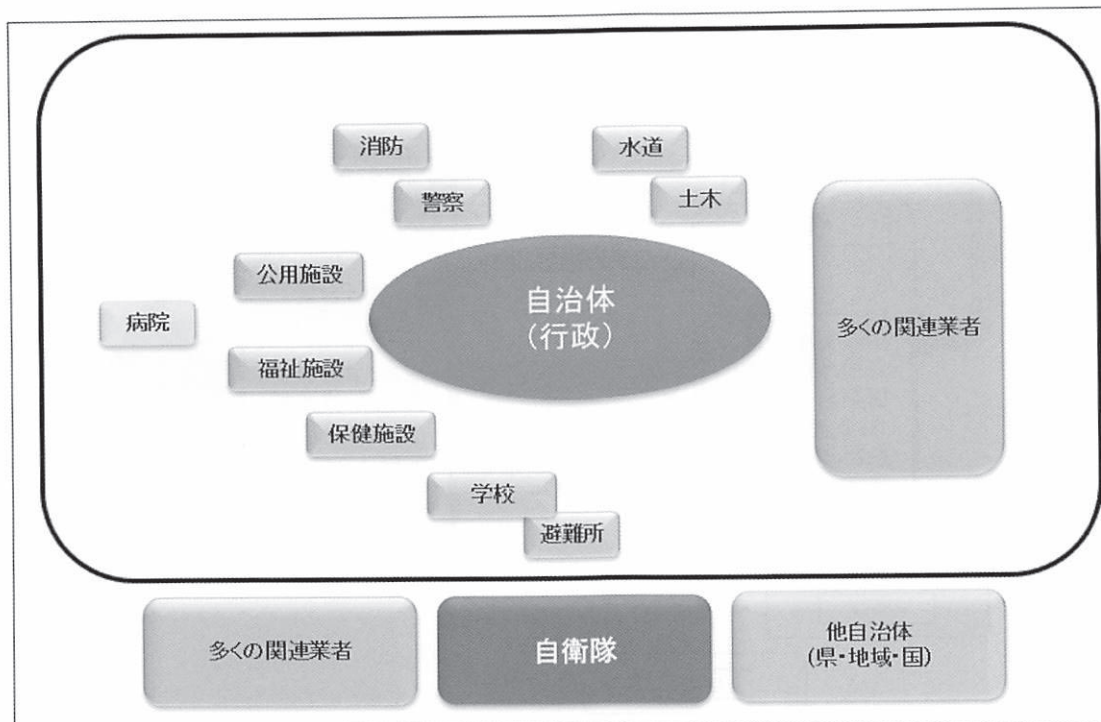 消防
水道
警察
土木
公用施設
自治体
(行政)
病院
多くの関連業者
福祉施設
保健施設
学校
避難所
多くの関連業者
自衛隊
他自治体
(県・地域・国)